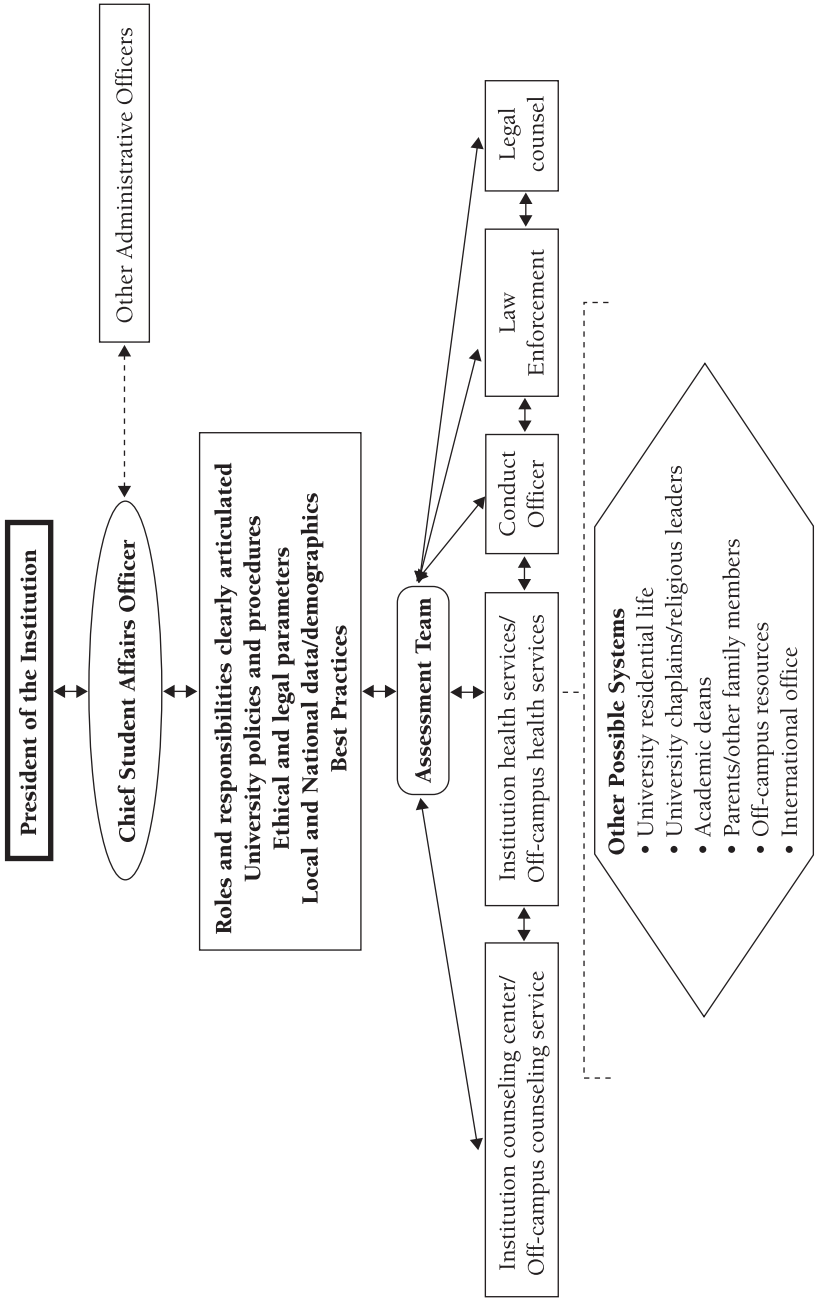 President of the Institution
Chief Student Affairs Officer
Other Administrative Officers
Roles and responsibilities clearly articulated
University policies and procedures
Ethical and legal parameters
Local and National data/demographics
Best Practices
Assessment Team
Institution counseling center/
Off-campus counseling service
Institution health services/
Off-campus health services
Conduct
Officer
Law
Enforcement
Legal
counsel
Other Possible Systems
• University residential life
• University chaplains/religious leaders
• Academic deans
• Parents/other family members
• Off-campus resources
• International office